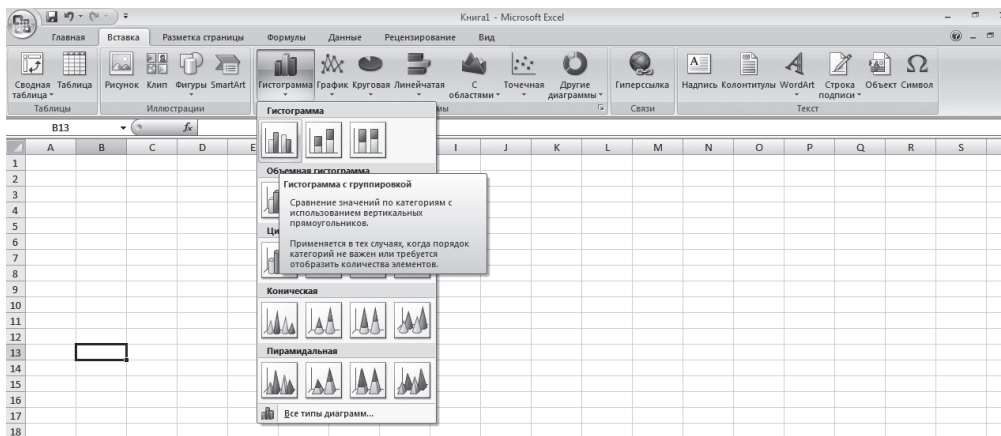 Книга1 - Microsoft Excel
Главная Вставка Разметка страницы Формулы Данные Рецензирование Вид
Сводная таблица Таблица Рисунок Клип Фигуры SmartArt Гистограмма График Круговая Линейчатая С областями Точечная Другие диаграммы Гиперссылка Надпись Колонтитулы WordArt Строка подписи Объект Символ
Таблицы Иллюстрации Связи Текст
B13 fx
A B C D E I J K L M N O P Q R S
1
2
3
4
5
6
7
8
9
10
11
12
13
14
15
16
17
18
Гистограмма
Объемная гистограмма
Гистограмма с группировкой
Сравнение значений по категориям с
использованием вертикальных
прямоугольников.
Применяется в тех случаях, когда порядок
категорий не важен или требуется
отобразить количества элементов.
Коническая
Пирамидальная
Все типы диаграмм...